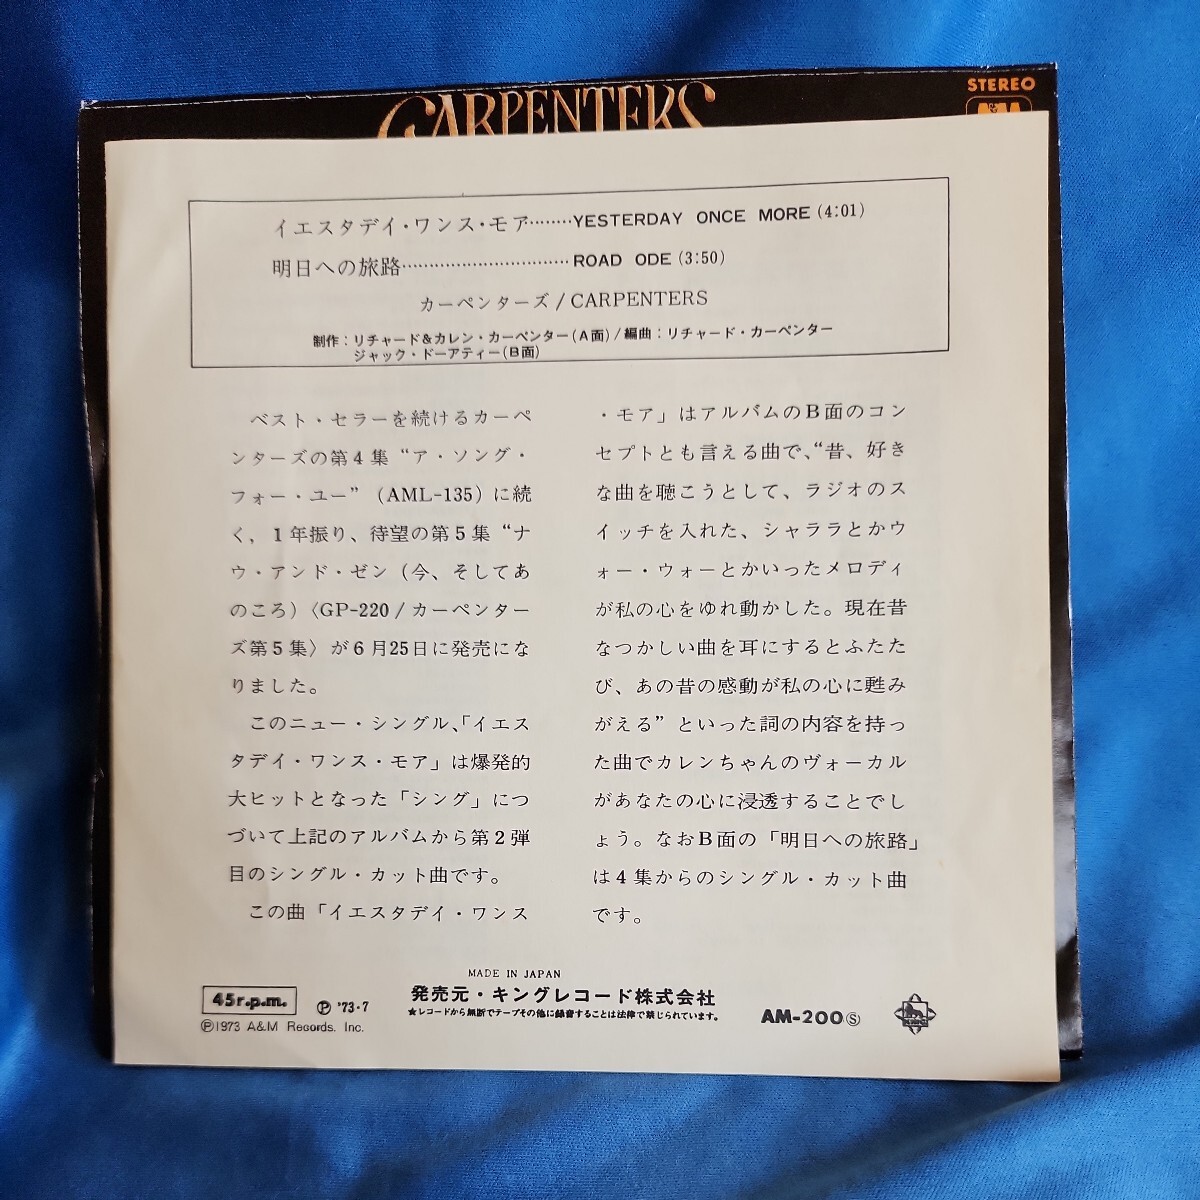 CARPENTERS
STEREO
A&M
イエスタデイ・ワンス・モア………YESTERDAY ONCE MORE (4:01)
明日への旅路……………………………ROAD ODE (3:50)
カーペンターズ/CARPENTERS
制作:リチャード&カレン・カーペンター(A面)/編曲:リチャード・カーペンター
ジャック・ドーアティー(B面)
ベスト・セラーを続けるカーペ
ンターズの第4集“ア・ソング・
フォー・ユー”(AML-135)に続
く,1年振り、待望の第5集“ナ
ウ・アンド・ゼン(今、そしてあ
のころ)〈GP-220/カーペンター
ズ第5集〉が6月25日に発売にな
りました。
このニュー・シングル、「イエス
タデイ・ワンス・モア」は爆発的
大ヒットとなった「シング」につ
づいて上記のアルバムから第2弾
目のシングル・カット曲です。
この曲「イエスタデイ・ワンス
・モア」はアルバムのB面のコン
セプトとも言える曲で、“昔、好き
な曲を聴こうとして、ラジオのス
イッチを入れた、シャララとかウ
ォー・ウォーとかいったメロディ
が私の心をゆれ動かした。現在昔
なつかしい曲を耳にするとふたた
び、あの昔の感動が私の心に甦み
がえる”といった詞の内容を持っ
た曲でカレンちゃんのヴォーカル
があなたの心に浸透することでし
ょう。なおB面の「明日への旅路」
は4集からのシングル・カット曲
です。
MADE IN JAPAN
45r.p.m.
Ⓟ '73・7
発売元・キングレコード株式会社
Ⓟ1973 A&M Records. Inc.
★レコードから無断でテープその他に録音することは法律で禁じられています。
AM-200Ⓢ